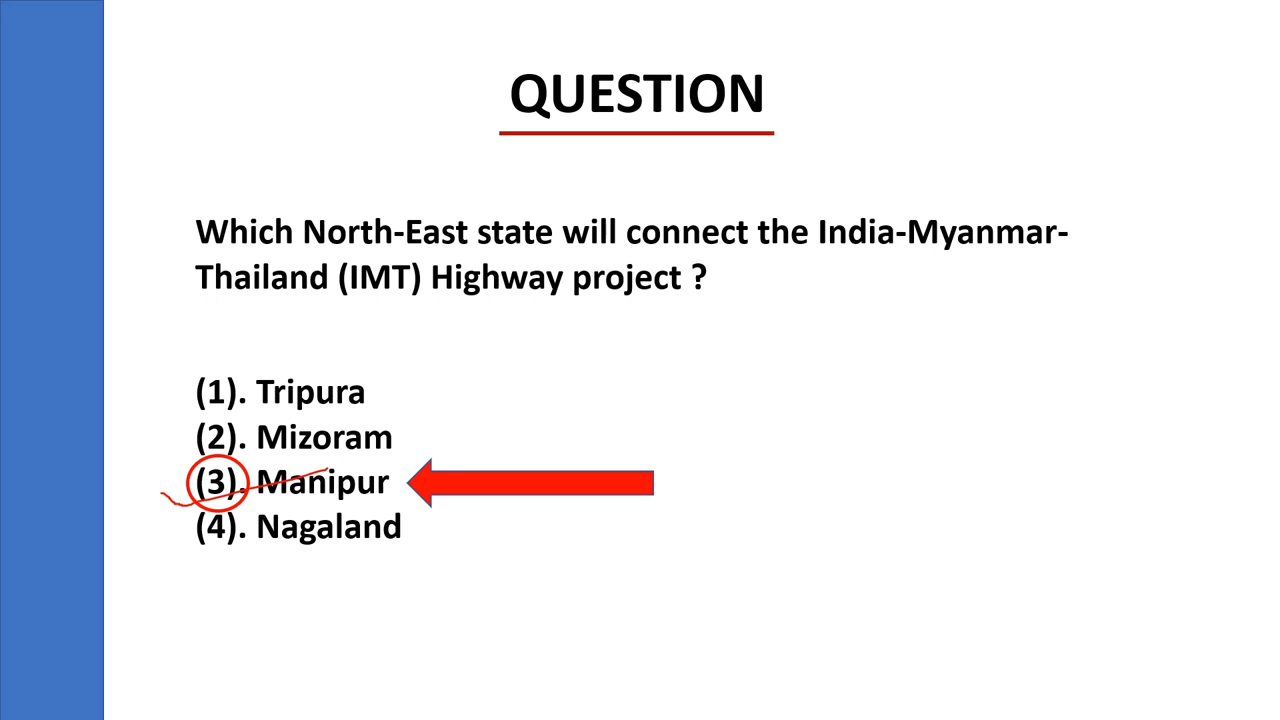 QUESTION
Which North-East state will connect the India-Myanmar-
Thailand (IMT) Highway project ?
(1). Tripura
(2). Mizoram
(3). Manipur
(4). Nagaland